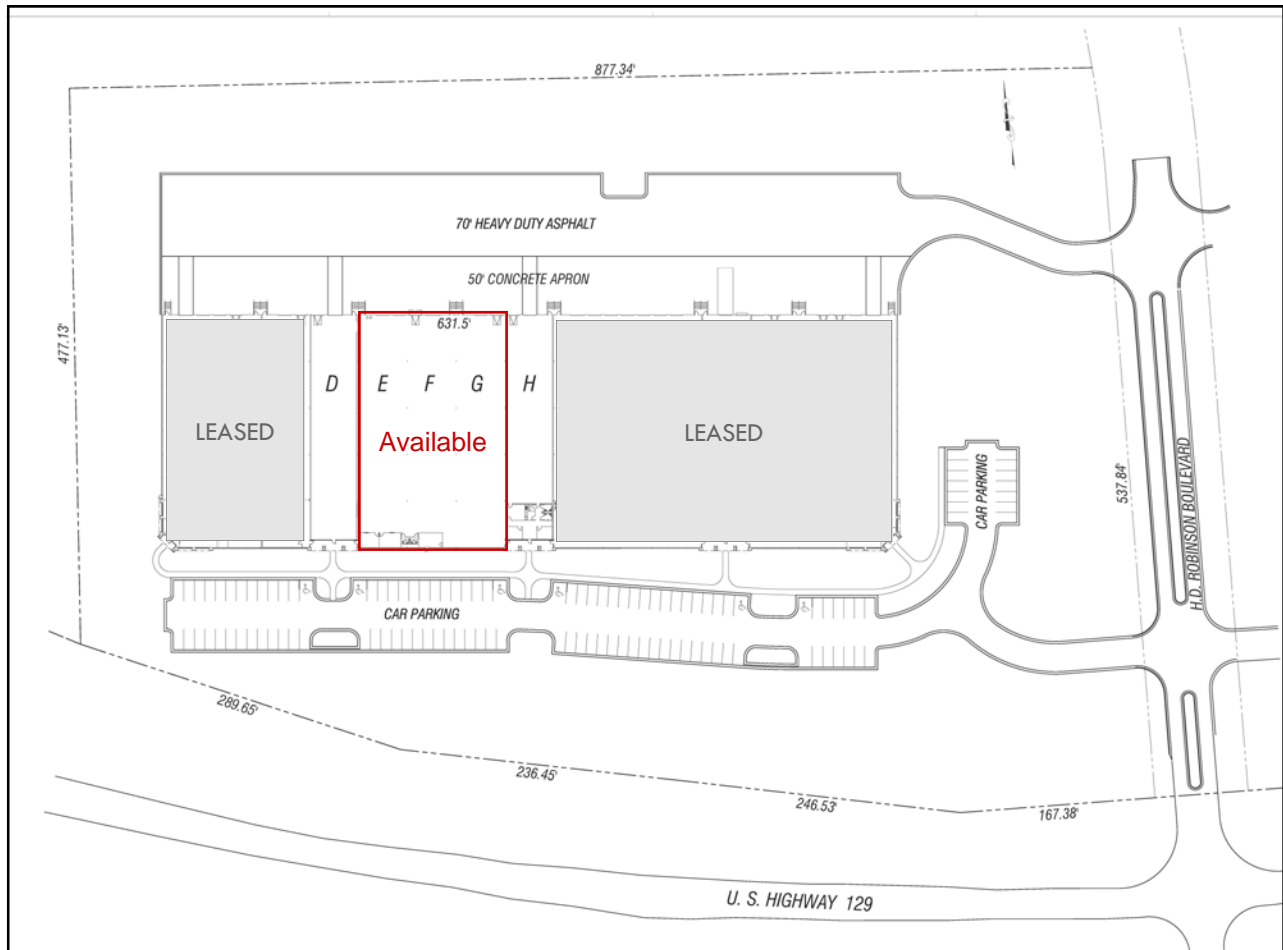 877.34'
70' HEAVY DUTY ASPHALT
50' CONCRETE APRON
477.13'
631.5'
D E F G H
LEASED
Available
LEASED
CAR PARKING
537.84'
H.D. ROBINSON BOULEVARD
CAR PARKING
289.65'
236.45'
246.53'
167.38'
U. S. HIGHWAY 129